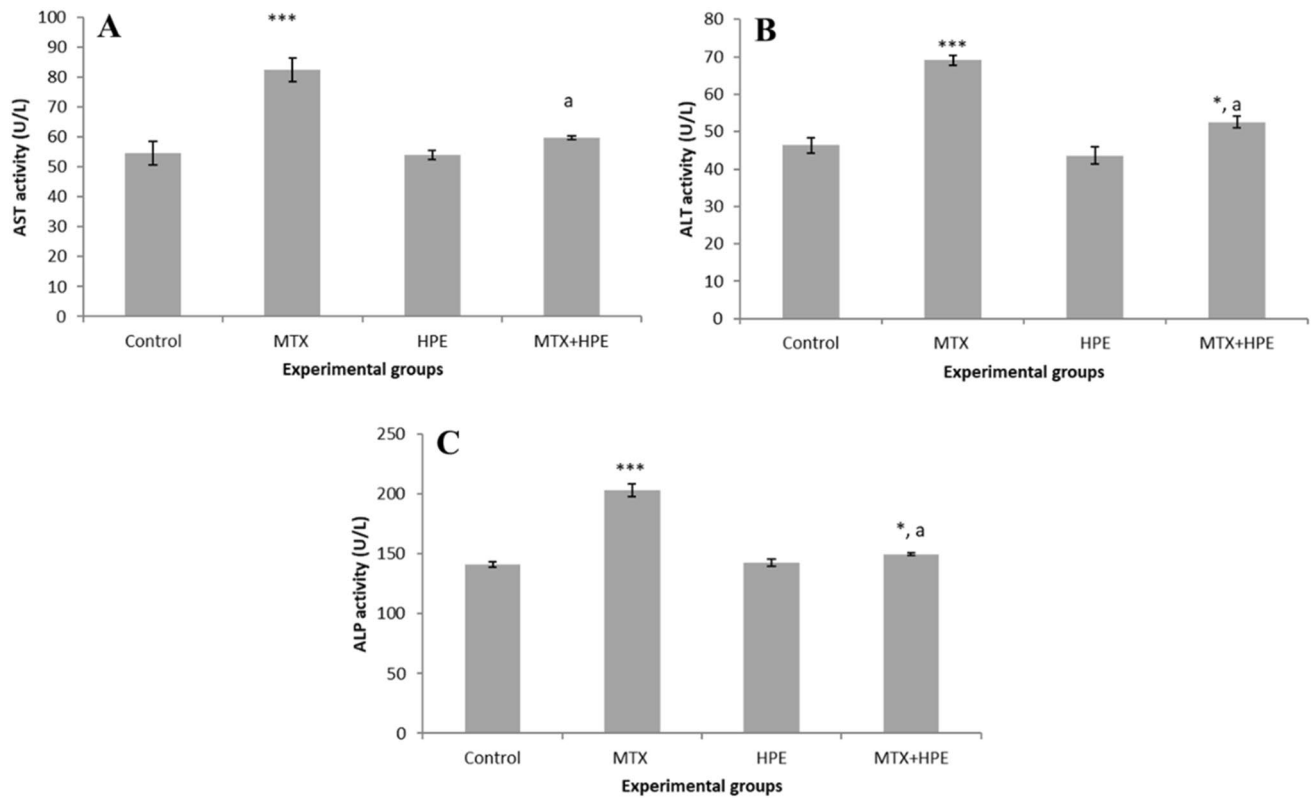 A
AST activity (U/L)
100
90
80
70
60
50
40
30
20
10
0
***
a
Control MTX HPE MTX+HPE
Experimental groups
B
ALT activity (U/L)
80
70
60
50
40
30
20
10
0
***
*, a
Control MTX HPE MTX+HPE
Experimental groups
C
ALP activity (U/L)
250
200
150
100
50
0
***
*, a
Control MTX HPE MTX+HPE
Experimental groups